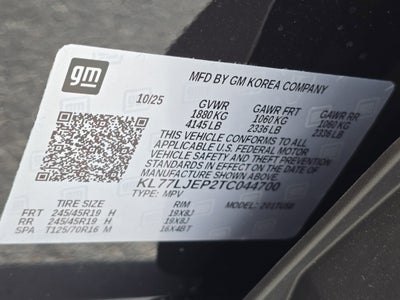 gm
MFD BY GM KOREA COMPANY
10/25
GVWR GAWR FRT GAWR RR
1880 KG 1060 KG 1060 KG
4145 LB 2336 LB 2336 LB
THIS VEHICLE CONFORMS TO ALL
APPLICABLE U.S. FEDERAL MOTOR
VEHICLE SAFETY AND THEFT PREVENTION
STANDARDS IN EFFECT ON THE DATE OF
MANUFACTURE SHOWN ABOVE.
KL77LJEP2TC044700
TYPE: MPV MODEL:
TIRE SIZE RIM
FRT 245/45R19 H 19X8J
RR 245/45R19 H 19X8J
SPA T125/70R16 M 16X4BT